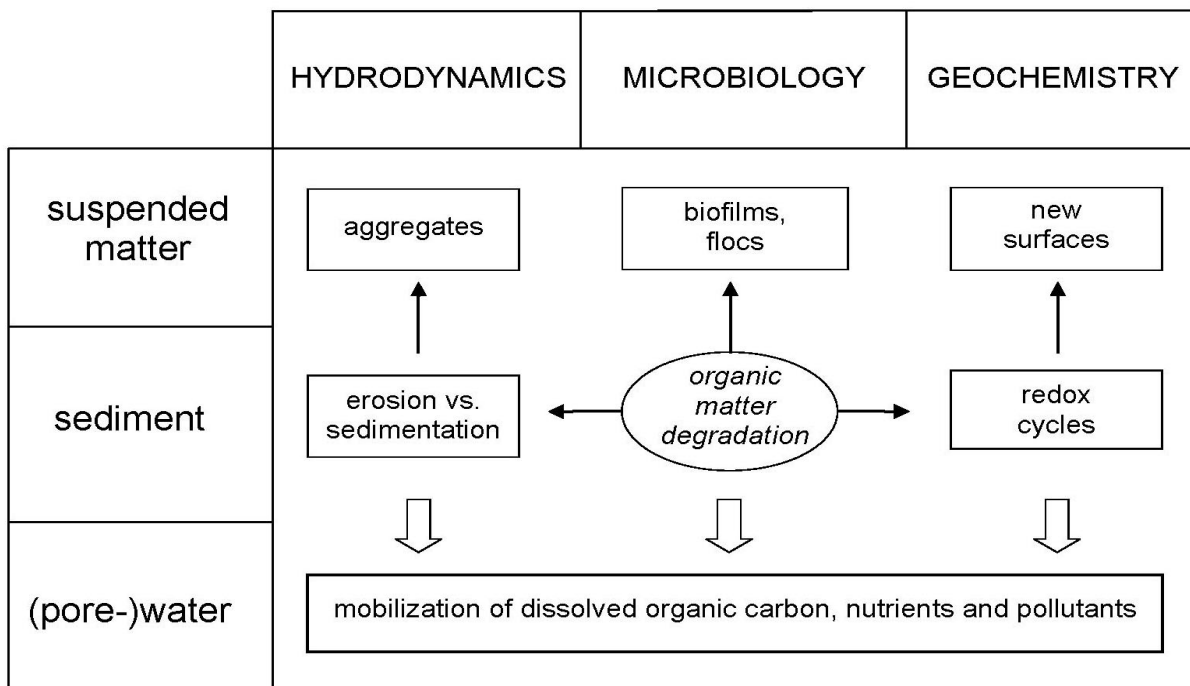 HYDRODYNAMICS
MICROBIOLOGY
GEOCHEMISTRY
suspended
matter
aggregates
biofilms,
flocs
new
surfaces
sediment
erosion vs.
sedimentation
organic
matter
degradation
redox
cycles
(pore-)water
mobilization of dissolved organic carbon, nutrients and pollutants